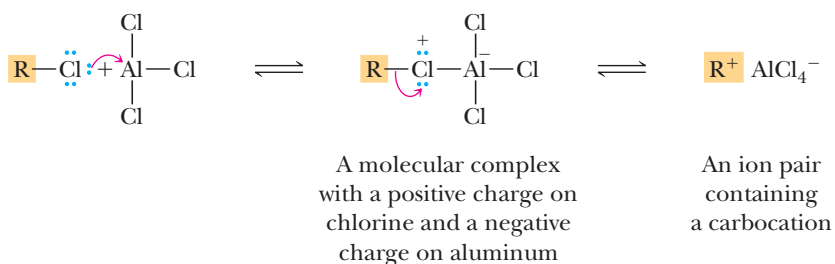 Cl Cl
R—Cl + Al—Cl ⇌ R—Cl⁺—Al⁻—Cl ⇌ R⁺ AlCl₄⁻
Cl Cl
A molecular complex
with a positive charge on
chlorine and a negative
charge on aluminum
An ion pair
containing
a carbocation